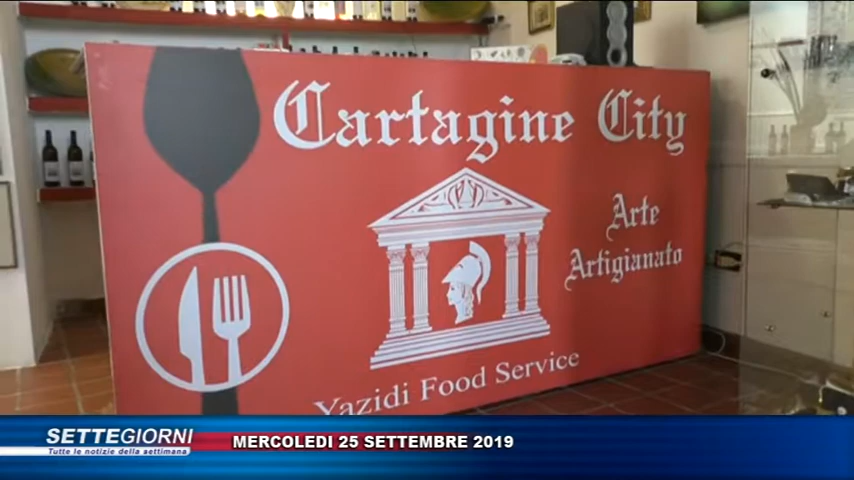 Cartagine City
Arte
Artigianato
Yazidi Food Service
SETTEGIORNI
Tutte le notizie della settimana
MERCOLEDI 25 SETTEMBRE 2019